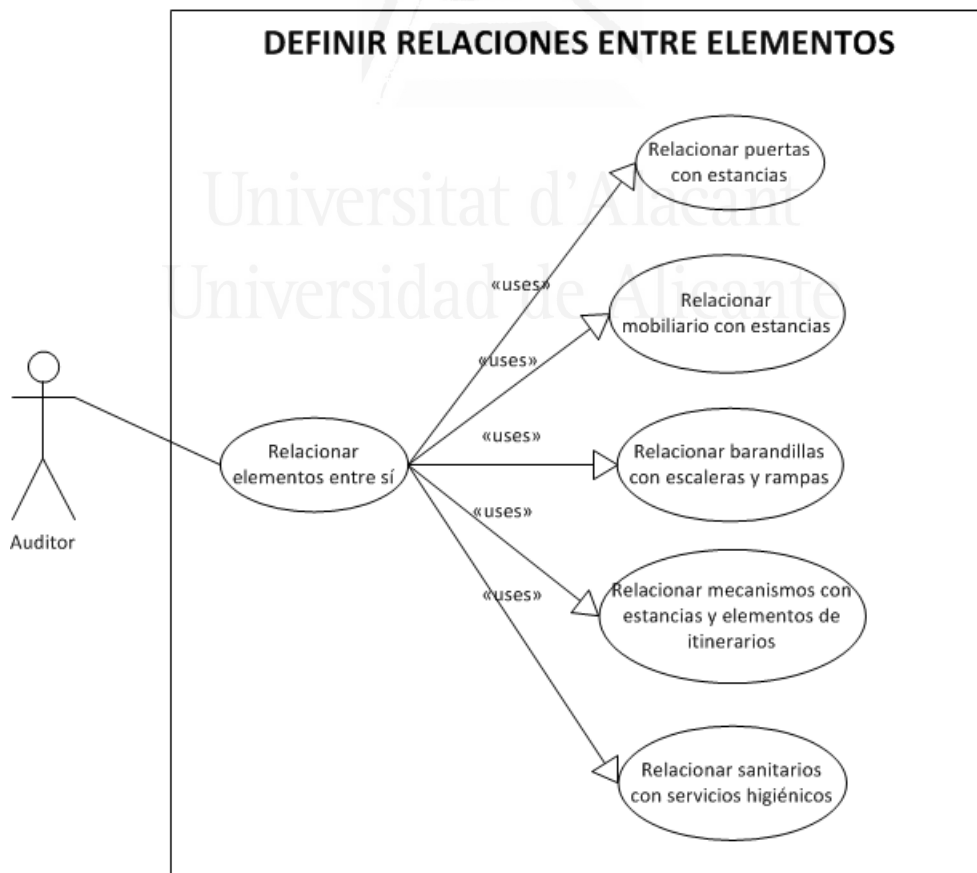 DEFINIR RELACIONES ENTRE ELEMENTOS
Relacionar puertas
con estancias
Universitat d'Alacant
Universidad de Alicante
«uses»
Relacionar
mobiliario con estancias
«uses»
«uses»
Relacionar barandillas
con escaleras y rampas
Relacionar
elementos entre sí
«uses»
Auditor
Relacionar mecanismos con
estancias y elementos de
itinerarios
«uses»
Relacionar sanitarios
con servicios higiénicos